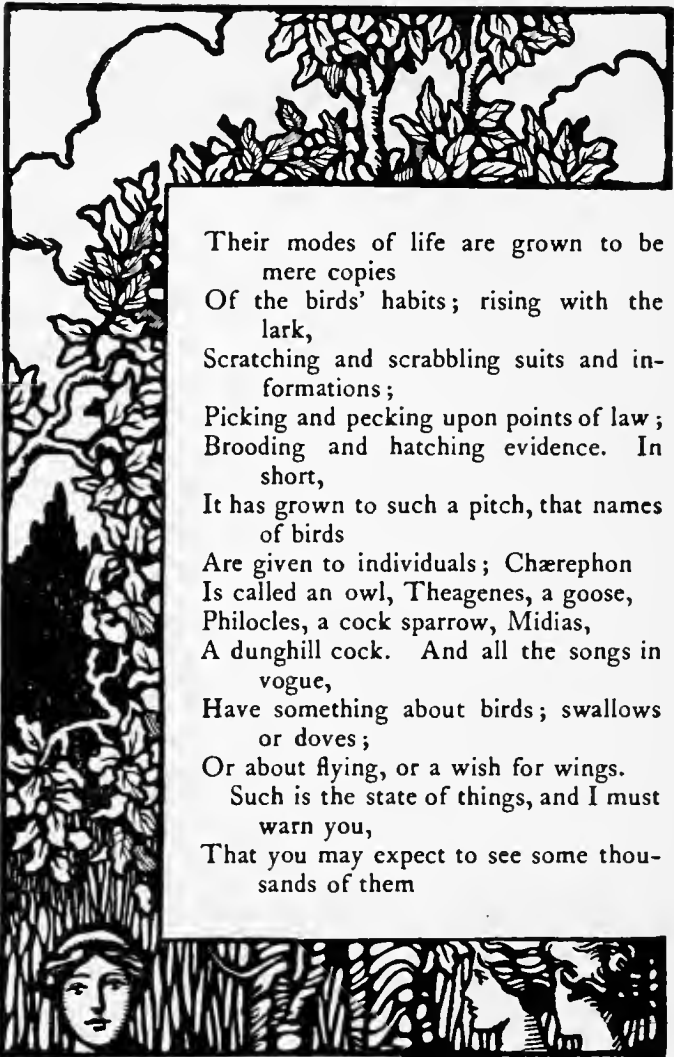 Their modes of life are grown to be
mere copies
Of the birds' habits; rising with the
lark,
Scratching and scrabbling suits and in-
formations;
Picking and pecking upon points of law;
Brooding and hatching evidence. In
short,
It has grown to such a pitch, that names
of birds
Are given to individuals; Chærephon
Is called an owl, Theagenes, a goose,
Philocles, a cock sparrow, Midias,
A dunghill cock. And all the songs in
vogue,
Have something about birds; swallows
or doves;
Or about flying, or a wish for wings.
Such is the state of things, and I must
warn you,
That you may expect to see some thou-
sands of them